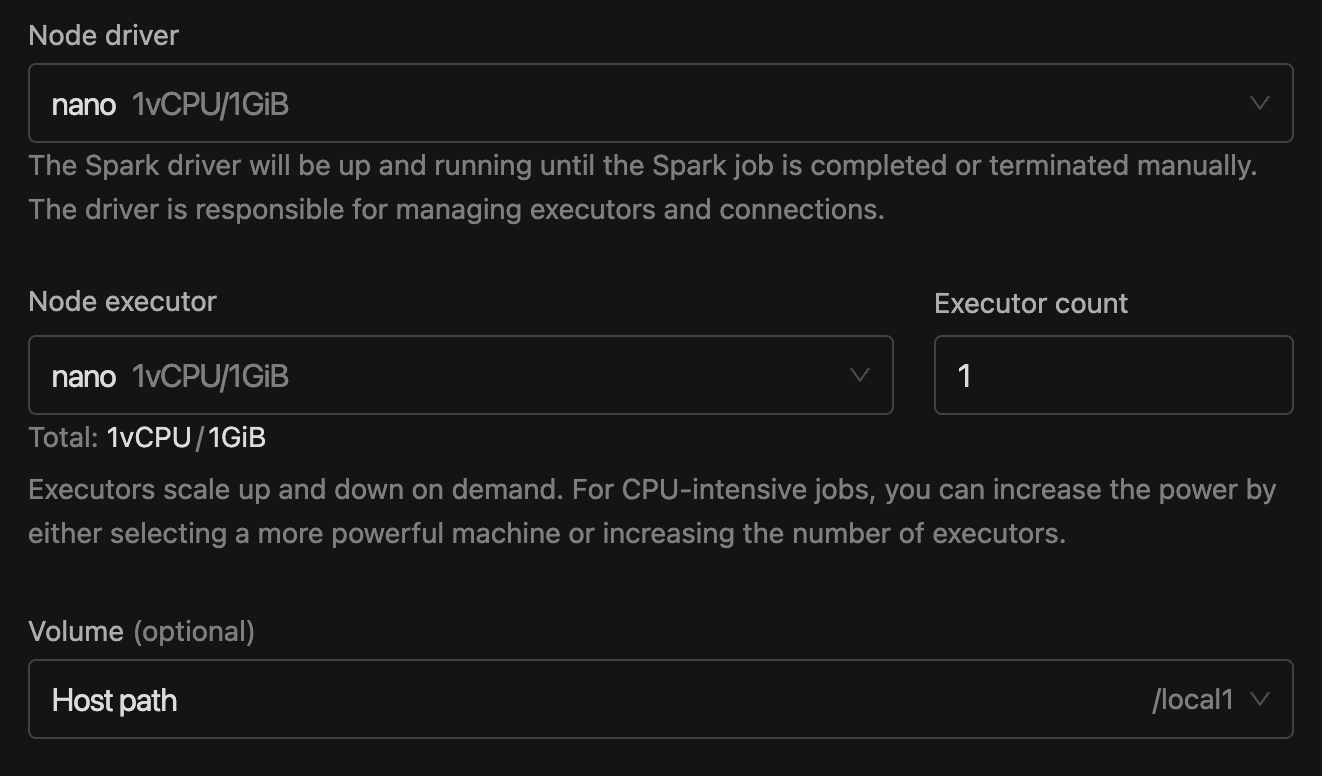 Node driver
nano 1vCPU/1GiB
The Spark driver will be up and running until the Spark job is completed or terminated manually.
The driver is responsible for managing executors and connections.
Node executor
Executor count
nano 1vCPU/1GiB
1
Total: 1vCPU/1GiB
Executors scale up and down on demand. For CPU-intensive jobs, you can increase the power by
either selecting a more powerful machine or increasing the number of executors.
Volume (optional)
Host path /local1